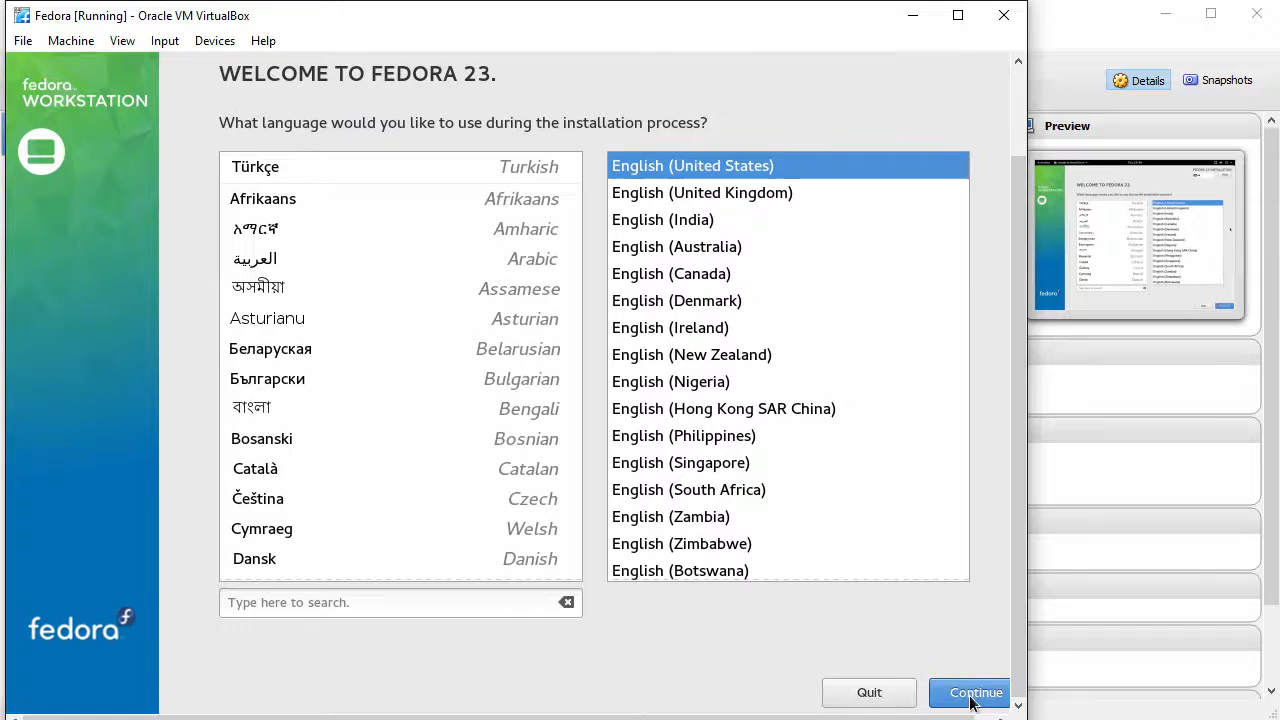 Fedora [Running] - Oracle VM VirtualBox
File Machine View Input Devices Help
Details Snapshots
fedora
WORKSTATION
WELCOME TO FEDORA 23.
What language would you like to use during the installation process?
Türkçe Turkish
Afrikaans Afrikaans
አማርኛ Amharic
العربية Arabic
অসমীয়া Assamese
Asturianu Asturian
Беларуская Belarusian
Български Bulgarian
বাংলা Bengali
Bosanski Bosnian
Català Catalan
Čeština Czech
Cymraeg Welsh
Dansk Danish
Type here to search.
English (United States)
English (United Kingdom)
English (India)
English (Australia)
English (Canada)
English (Denmark)
English (Ireland)
English (New Zealand)
English (Nigeria)
English (Hong Kong SAR China)
English (Philippines)
English (Singapore)
English (South Africa)
English (Zambia)
English (Zimbabwe)
English (Botswana)
Quit Continue
fedora
Preview
WELCOME TO FEDORA 23.